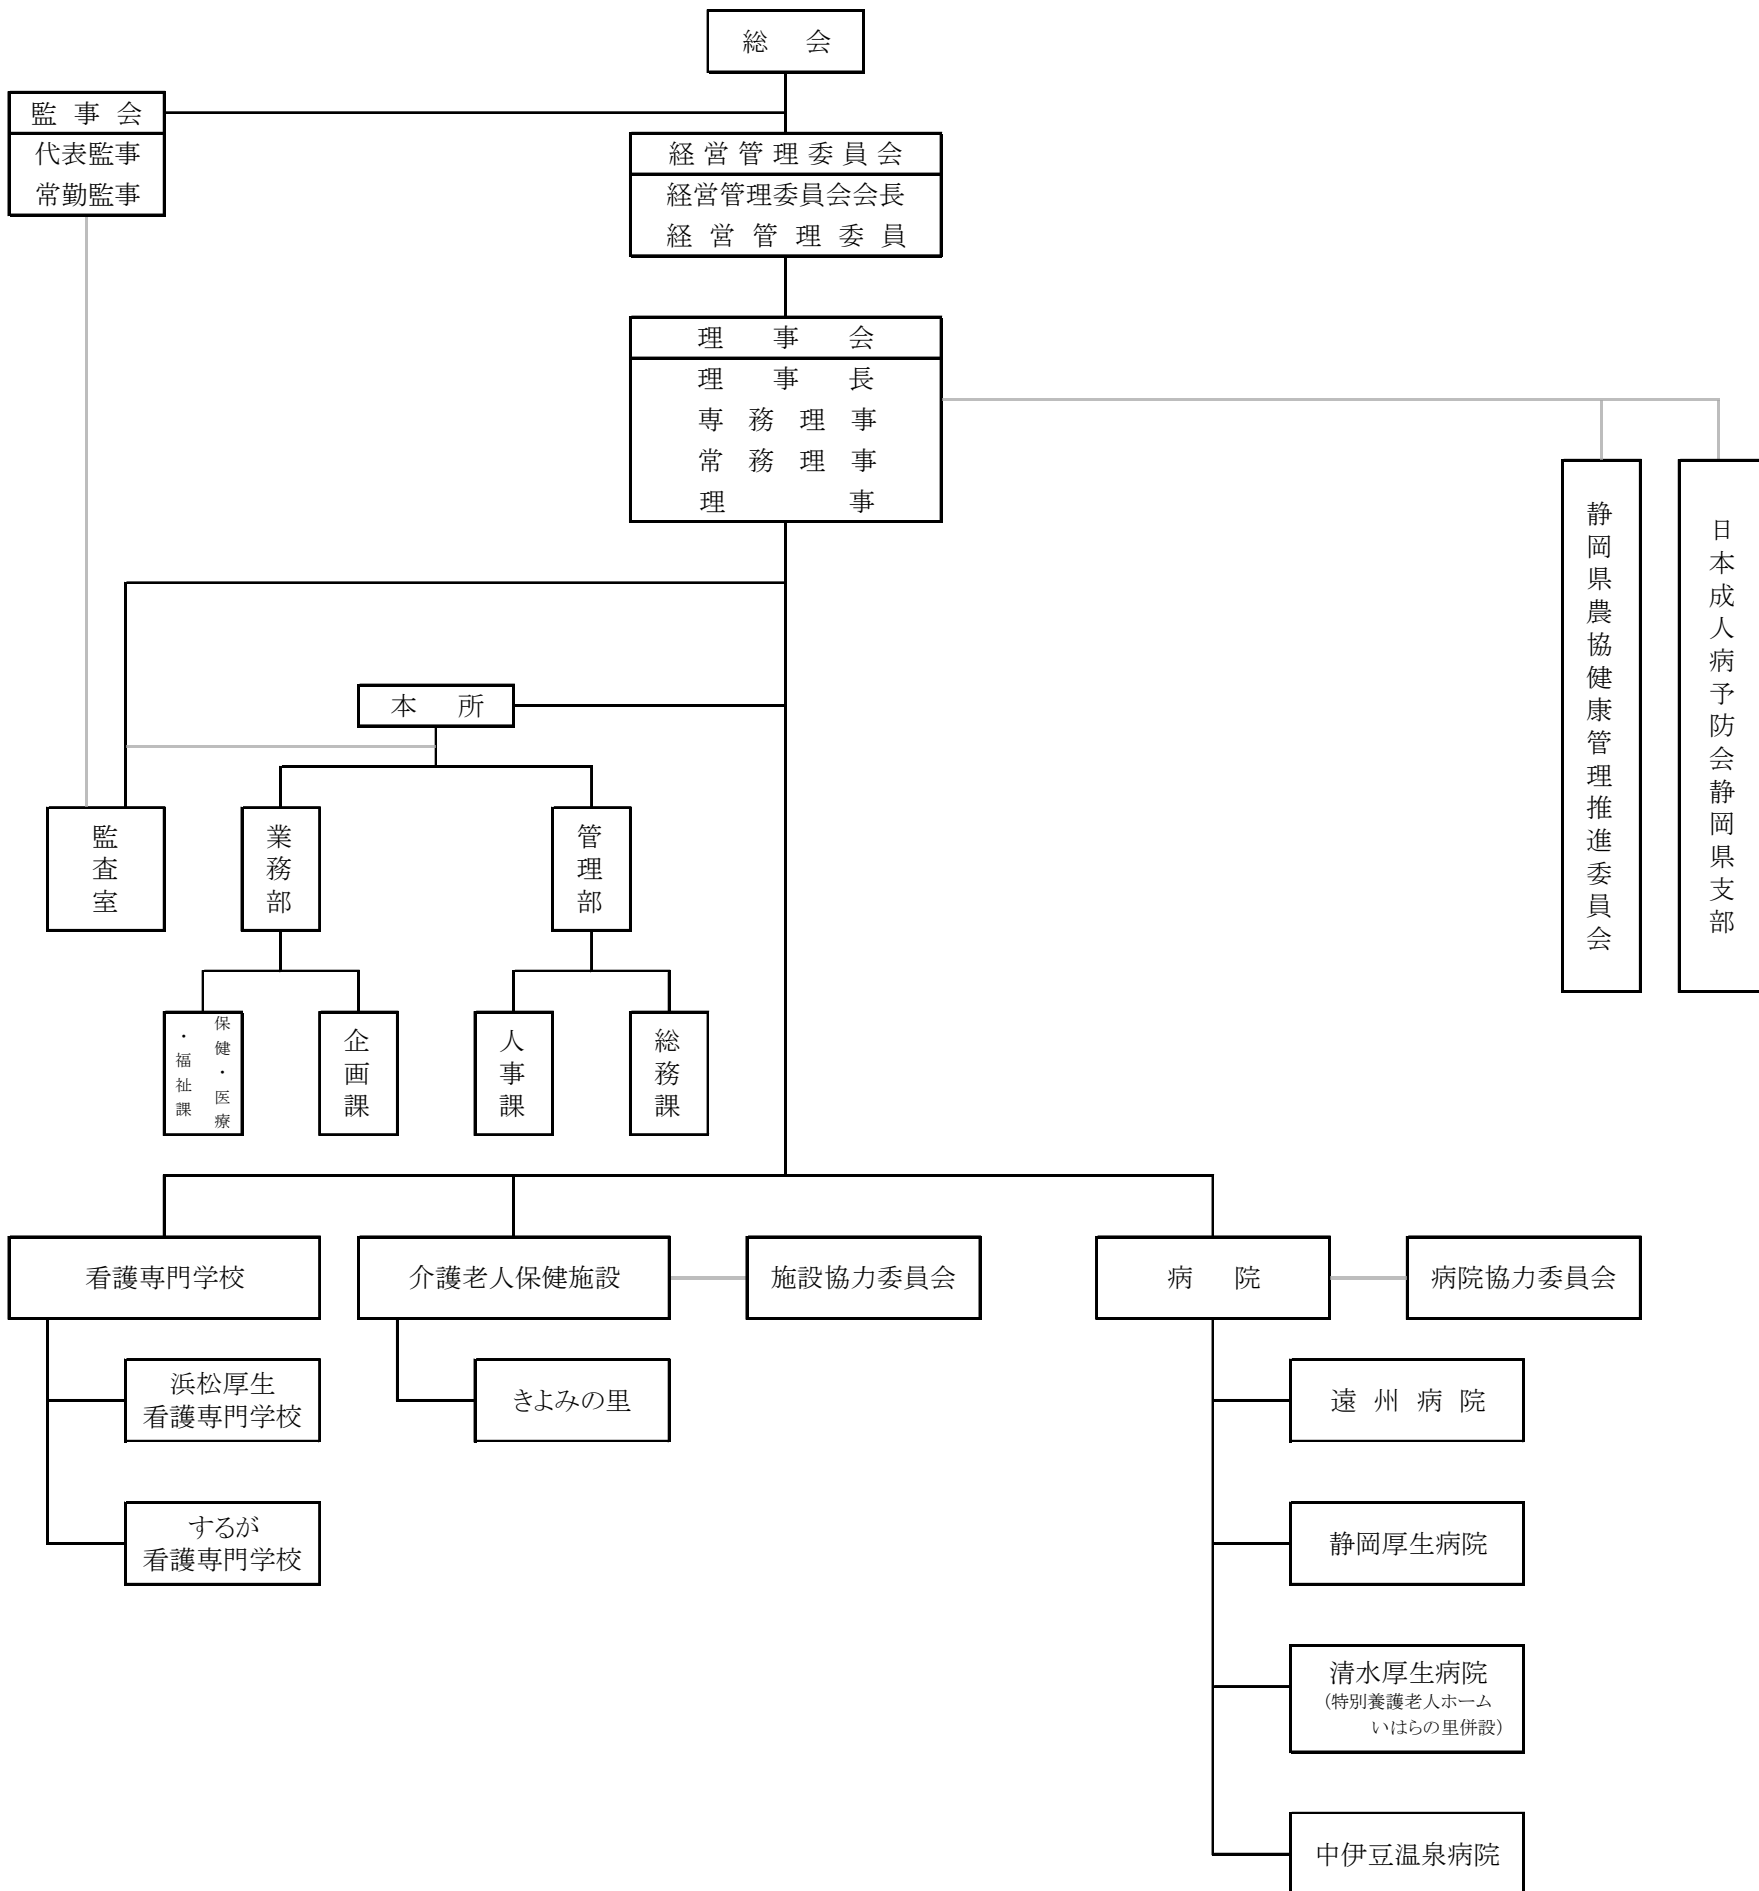 総会
監事会
代表監事
常勤監事
経営管理委員会
経営管理委員会会長
経営管理委員
理事会
理事長
専務理事
常務理事
理事
静岡県農協健康管理推進委員会
日本成人病予防会静岡県支部
本所
監査室
業務部
管理部
保健・医療
・福祉課
企画課
人事課
総務課
看護専門学校
介護老人保健施設
施設協力委員会
病院
病院協力委員会
浜松厚生
看護専門学校
きよみの里
遠州病院
するが
看護専門学校
静岡厚生病院
清水厚生病院
(特別養護老人ホーム
いはらの里併設)
中伊豆温泉病院